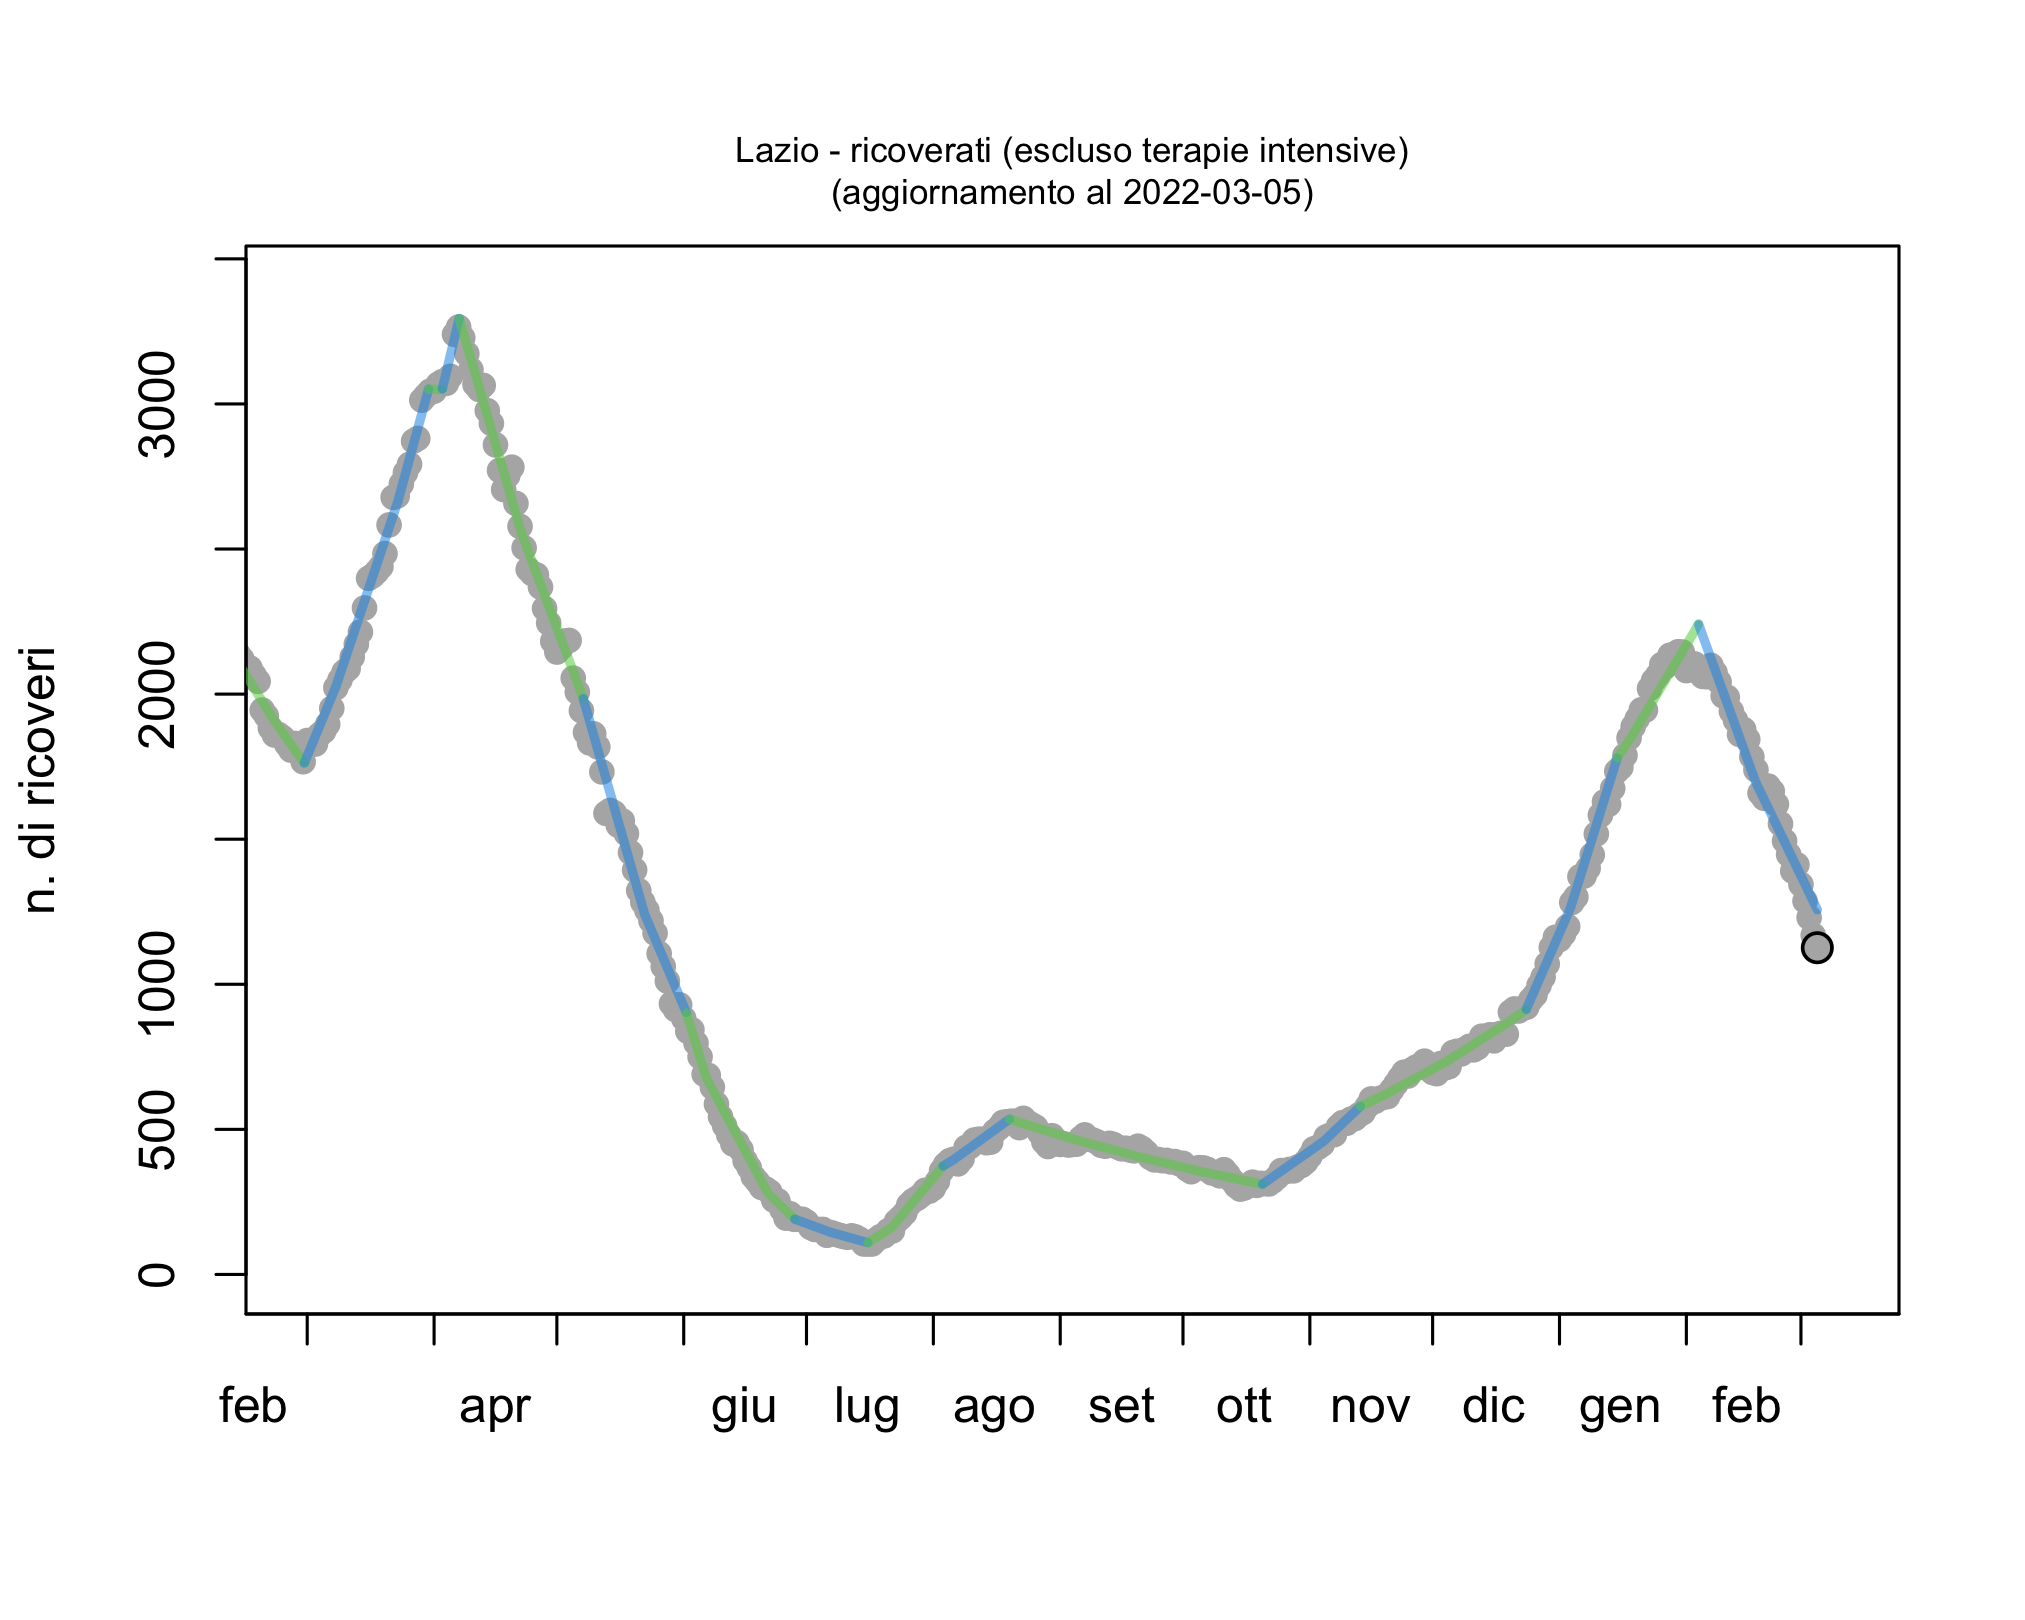 Lazio - ricoverati (escluso terapie intensive)
(aggiornamento al 2022-03-05)
n. di ricoveri
3000
2000
1000
500
0
feb apr giu lug ago set ott nov dic gen feb